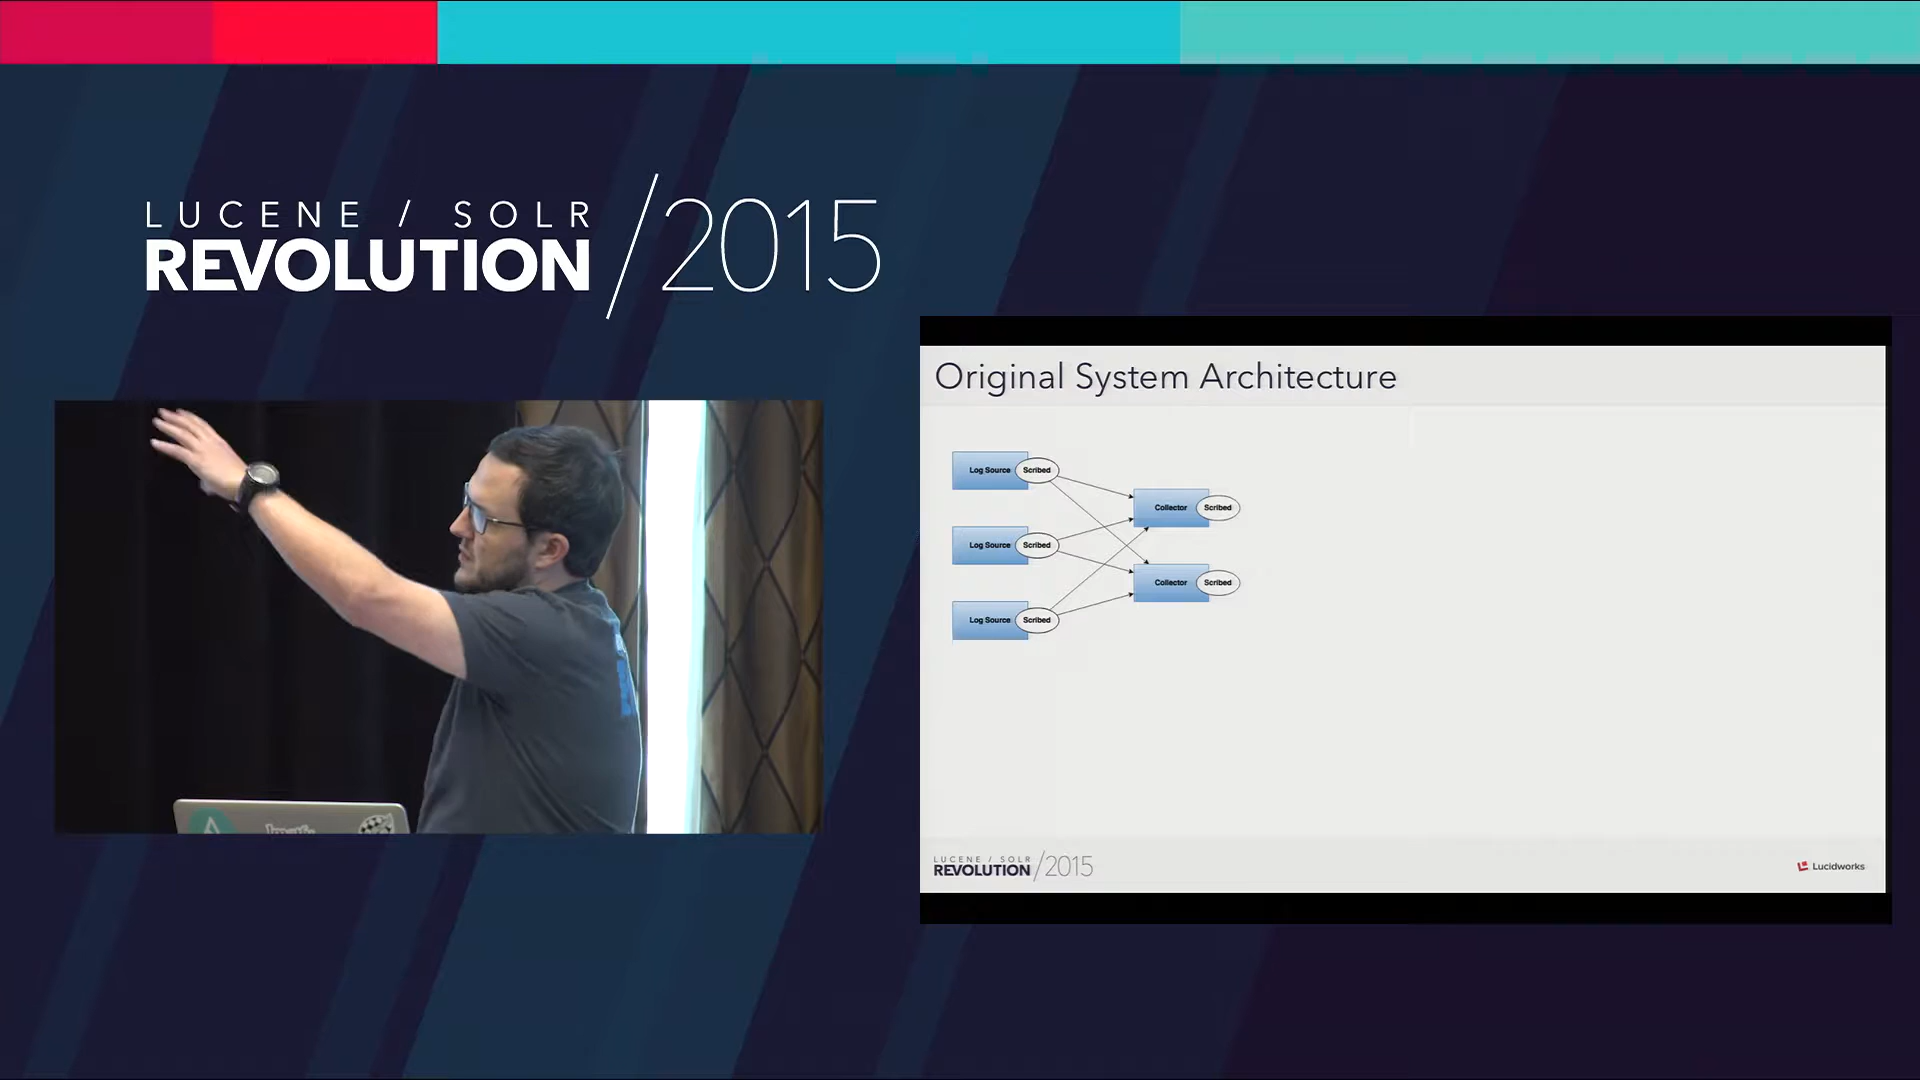 LUCENE / SOLR
REVOLUTION /2015
Original System Architecture
Log Source Scribed
Collector Scribed
Log Source Scribed
Collector Scribed
Log Source Scribed
LUCENE / SOLR
REVOLUTION /2015
Lucidworks